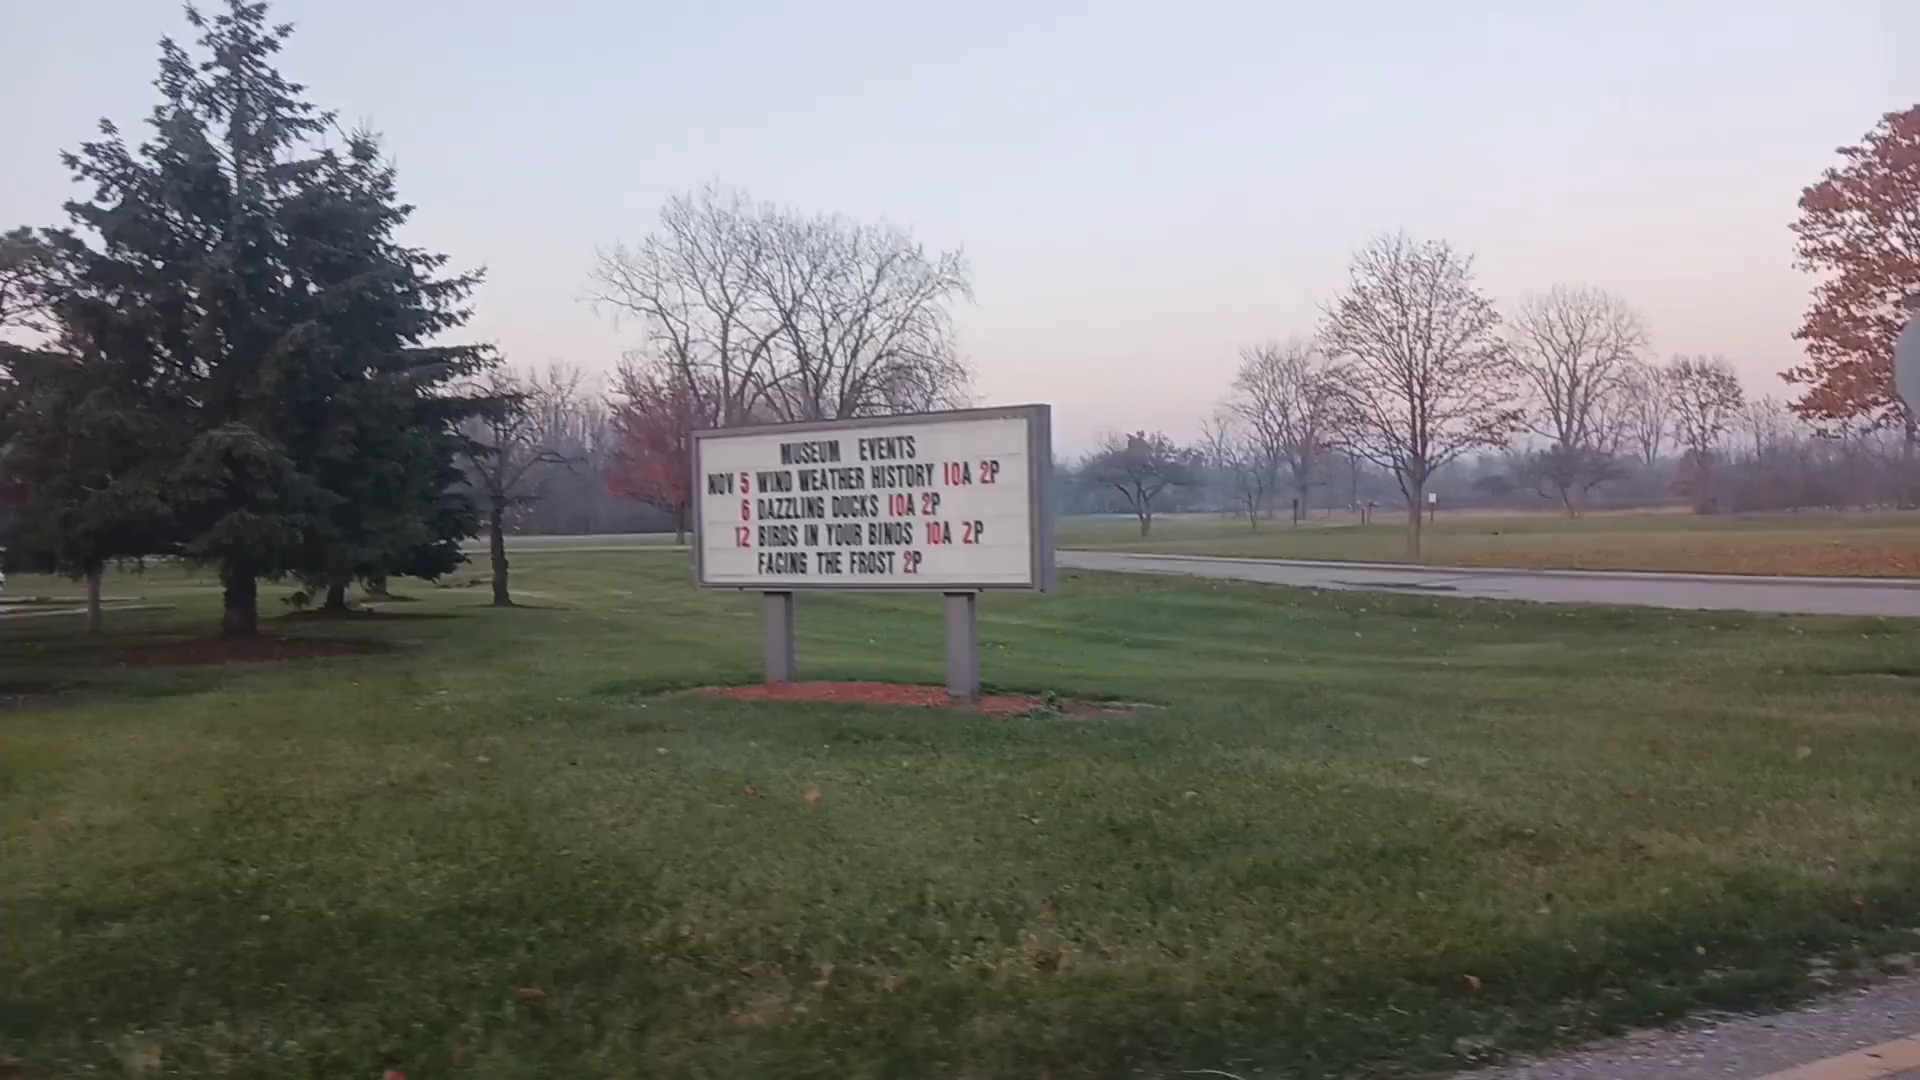 MUSEUM EVENTS
NOV 5 WIND WEATHER HISTORY 10A 2P
6 DAZZLING DUCKS 10A 2P
12 BIRDS IN YOUR BINOS 10A 2P
FACING THE FROST 2P